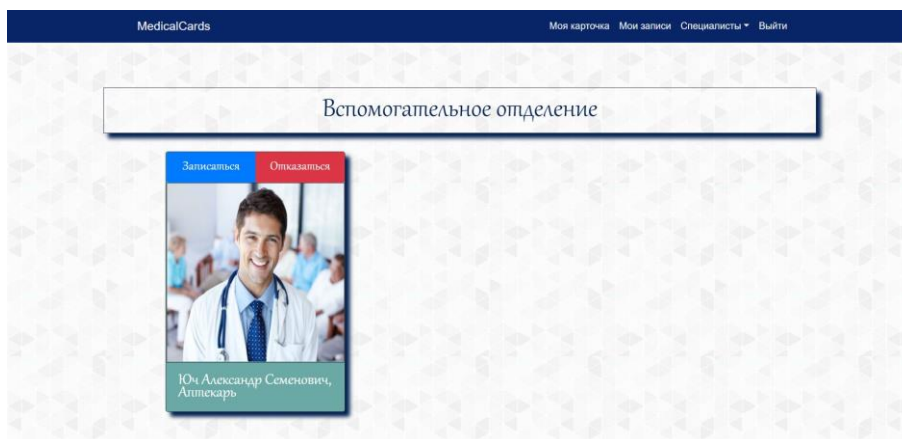 MedicalCards Моя карточка Мои записи Специалисты Выйти
Вспомогательное отделение
Записаться Отказаться
Юч Александр Семенович,
Аптекарь